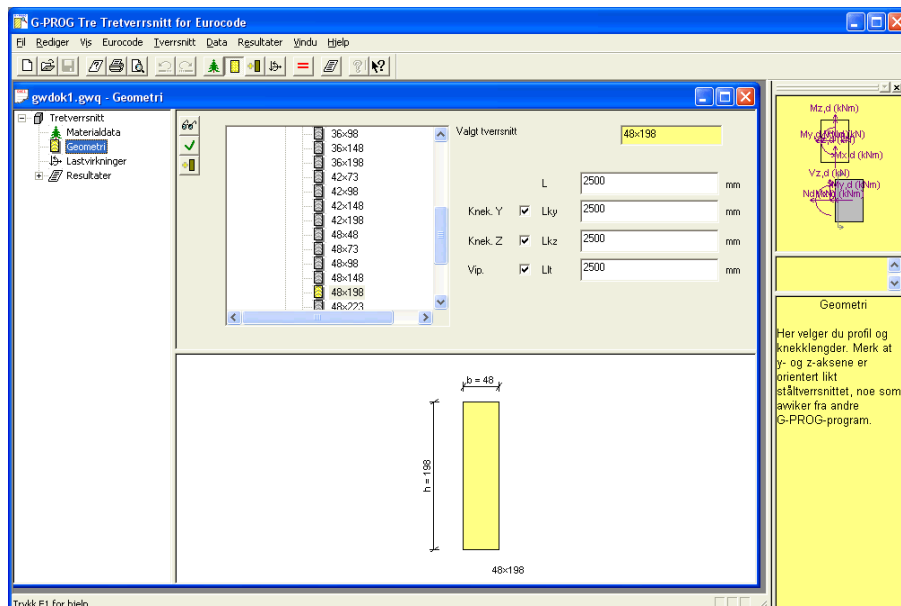 G-PROG Tre Tretverrsnitt for Eurocode
Fil Rediger Vis Eurocode Tverrsnitt Data Resultater Vindu Hjelp
gwdok1.gwq - Geometri
Tretverrsnitt
Materialdata
Geometri
Lastvirkninger
Resultater
36×98
36×148
36×198
42×73
42×98
42×148
42×198
48×48
48×73
48×98
48×148
48×198
48×223
Valgt tverrsnitt 48×198
L 2500 mm
Knek. Y Lky 2500 mm
Knek. Z Lkz 2500 mm
Vip. Llt 2500 mm
b = 48
h = 198
48×198
Mz,d (kNm)
Mx,d (kNm)
Vz,d (kN)
Geometri
Her velger du profil og
knekklengder. Merk at
y- og z-aksene er
orientert likt
ståltverrsnittet, noe som
avviker fra andre
G-PROG-program.
Trykk F1 for hjelp